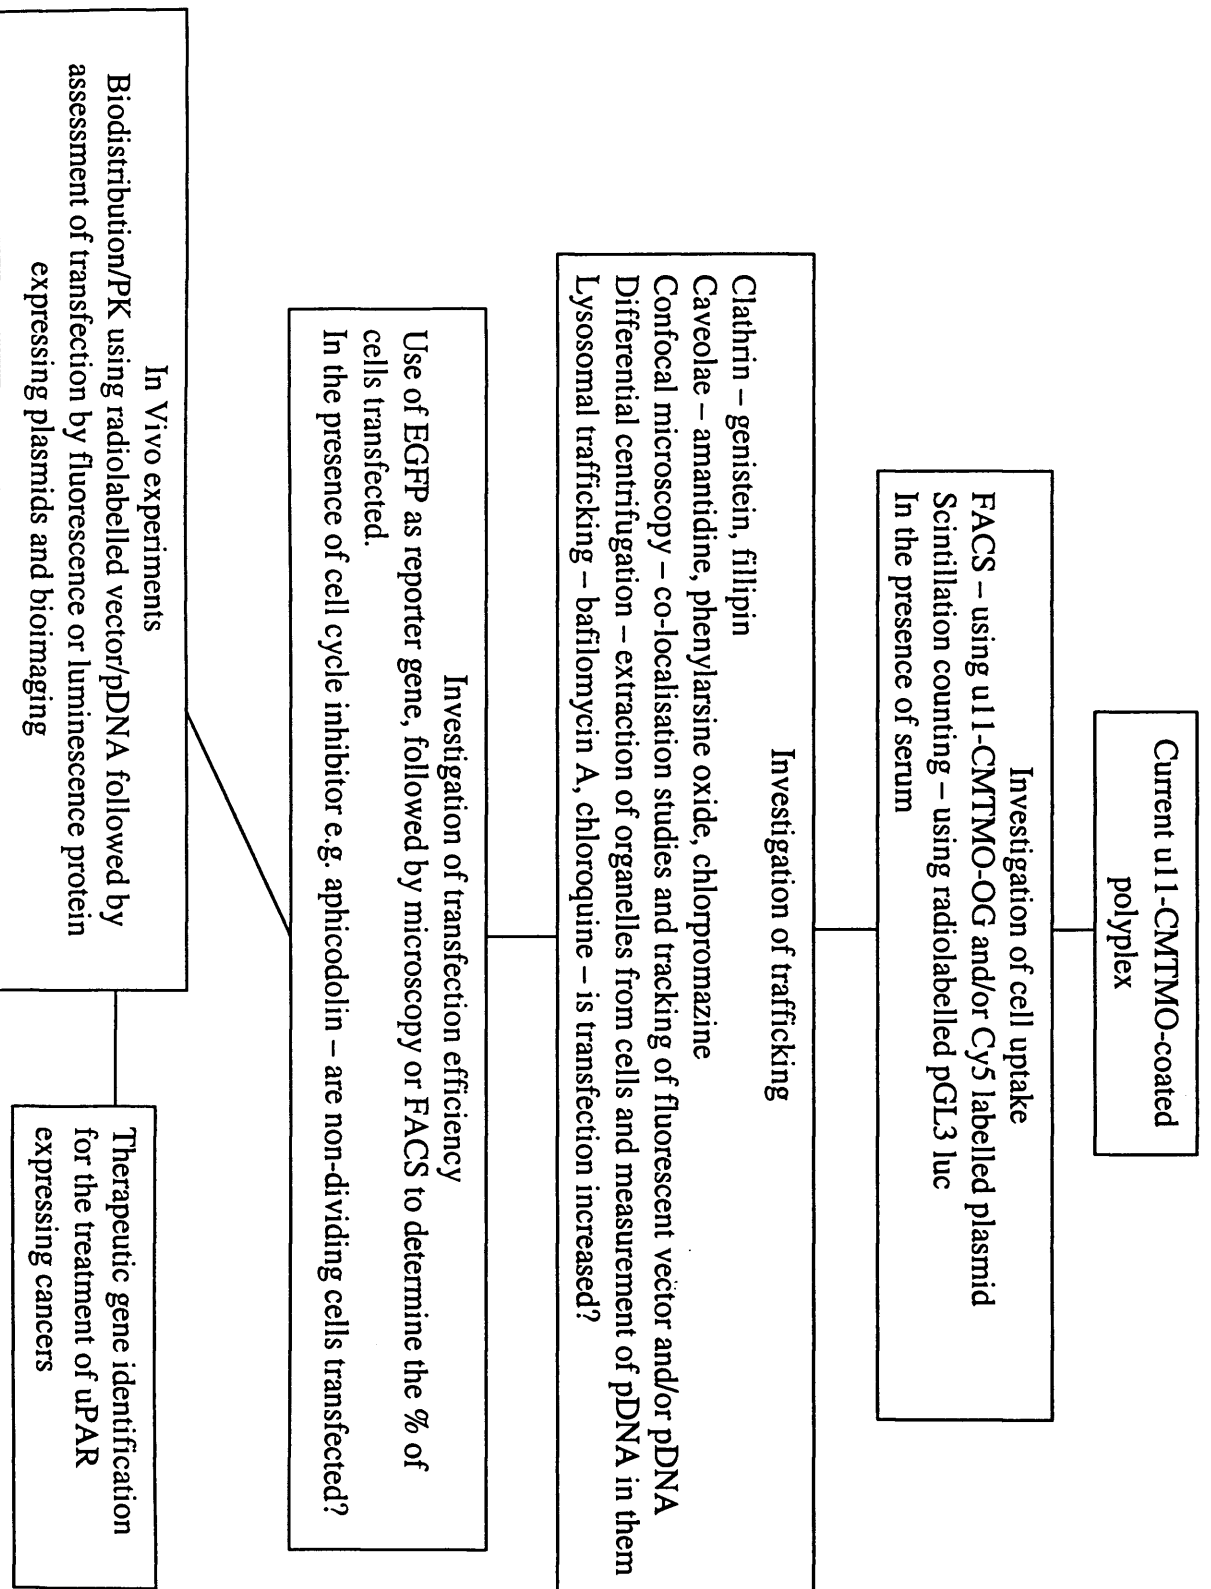 Current u11-CMTMO-coated
polyplex
Investigation of cell uptake
FACS – using u11-CMTMO-OG and/or Cy5 labelled plasmid
Scintillation counting – using radiolabelled pGL3 luc
In the presence of serum
Investigation of trafficking
Clathrin – genistein, fillipin
Caveolae – amantidine, phenylarsine oxide, chlorpromazine
Confocal microscopy – co-localisation studies and tracking of fluorescent vector and/or pDNA
Differential centrifugation – extraction of organelles from cells and measurement of pDNA in them
Lysosomal trafficking – bafilomycin A, chloroquine – is transfection increased?
Investigation of transfection efficiency
Use of EGFP as reporter gene, followed by microscopy or FACS to determine the % of
cells transfected.
In the presence of cell cycle inhibitor e.g. aphicodolin – are non-dividing cells transfected?
In Vivo experiments
Biodistribution/PK using radiolabelled vector/pDNA followed by
assessment of transfection by fluorescence or luminescence protein
expressing plasmids and bioimaging
Therapeutic gene identification
for the treatment of uPAR
expressing cancers